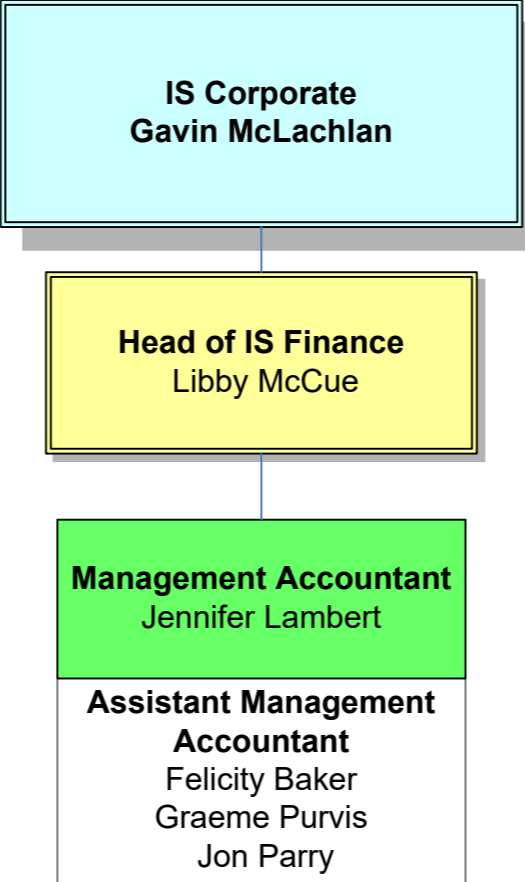 IS Corporate
Gavin McLachlan
Head of IS Finance
Libby McCue
Management Accountant
Jennifer Lambert
Assistant Management
Accountant
Felicity Baker
Graeme Purvis
Jon Parry